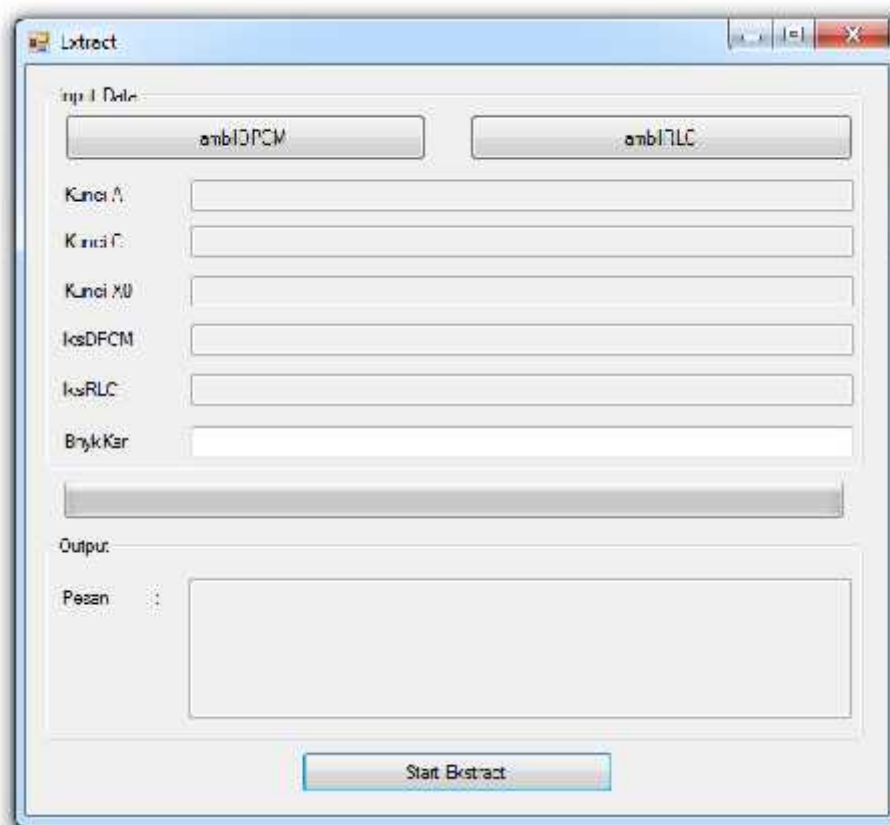 Extract
Input Data
ambilDPCM
ambilRLC
Kunci A
Kunci C
Kunci X0
IksDPCM
IksRLC
BnykKar
Output
Pesan :
Start Ekstract